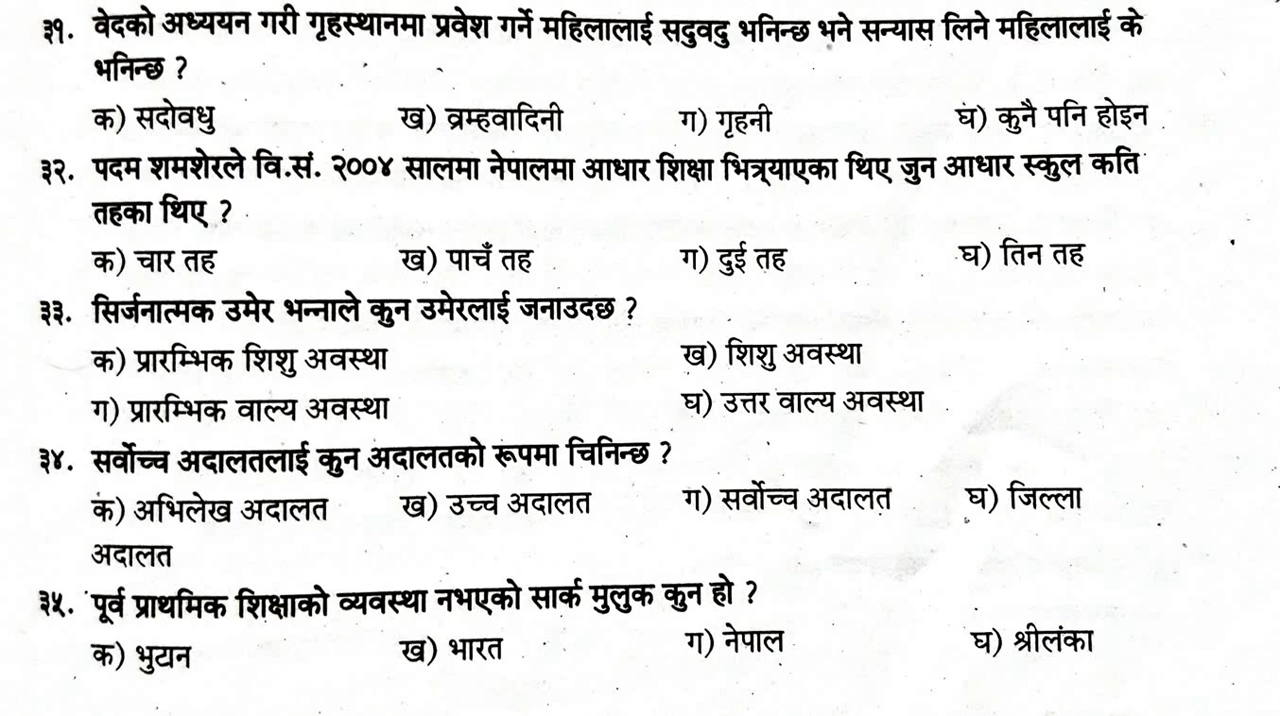 ३१. वेदको अध्ययन गरी गृहस्थानमा प्रवेश गर्ने महिलालाई सदुवदु भनिन्छ भने सन्यास लिने महिलालाई के
भनिन्छ ?
क) सदोवधु ख) व्रम्हवादिनी ग) गृहनी घ) कुनै पनि होइन
३२. पदम शमशेरले वि.सं. २००४ सालमा नेपालमा आधार शिक्षा भित्र्याएका थिए जुन आधार स्कुल कति
तहका थिए ?
क) चार तह ख) पाचँ तह ग) दुई तह घ) तिन तह
३३. सिर्जनात्मक उमेर भन्नाले कुन उमेरलाई जनाउदछ ?
क) प्रारम्भिक शिशु अवस्था ख) शिशु अवस्था
ग) प्रारम्भिक वाल्य अवस्था घ) उत्तर वाल्य अवस्था
३४. सर्वोच्च अदालतलाई कुन अदालतको रूपमा चिनिन्छ ?
क) अभिलेख अदालत ख) उच्च अदालत ग) सर्वोच्च अदालत घ) जिल्ला
अदालत
३५. पूर्व प्राथमिक शिक्षाको व्यवस्था नभएको सार्क मुलुक कुन हो ?
क) भुटान ख) भारत ग) नेपाल घ) श्रीलंका